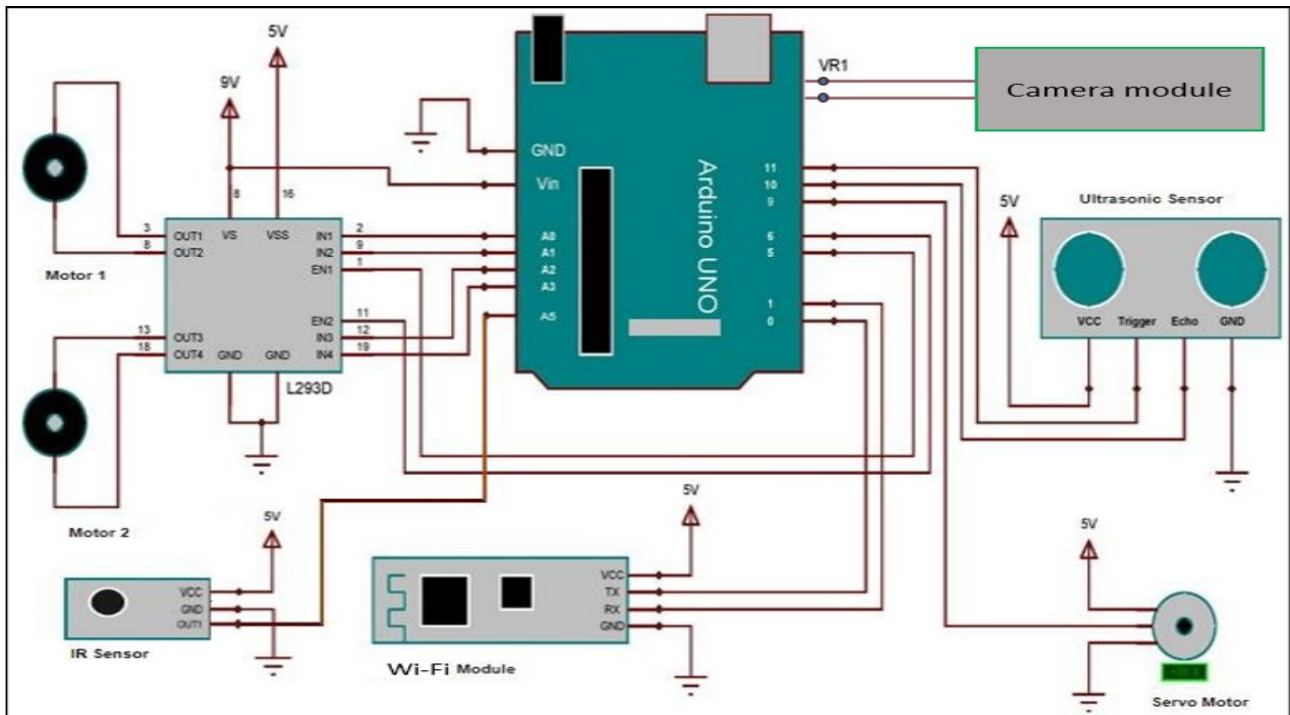 5V
9V
8
16
3
8
OUT1
OUT2
VS
VSS
IN1
IN2
EN1
2
9
1
Motor 1
13
18
OUT3
OUT4
GND
GND
EN2
IN3
IN4
11
12
19
L293D
Motor 2
GND
Vin
A0
A1
A2
A3
A5
Arduino UNO
11
10
9
6
5
1
0
VR1
Camera module
5V
Ultrasonic Sensor
VCC
Trigger
Echo
GND
5V
VCC
GND
OUT1
IR Sensor
5V
VCC
TX
RX
GND
Wi-Fi Module
5V
Servo Motor